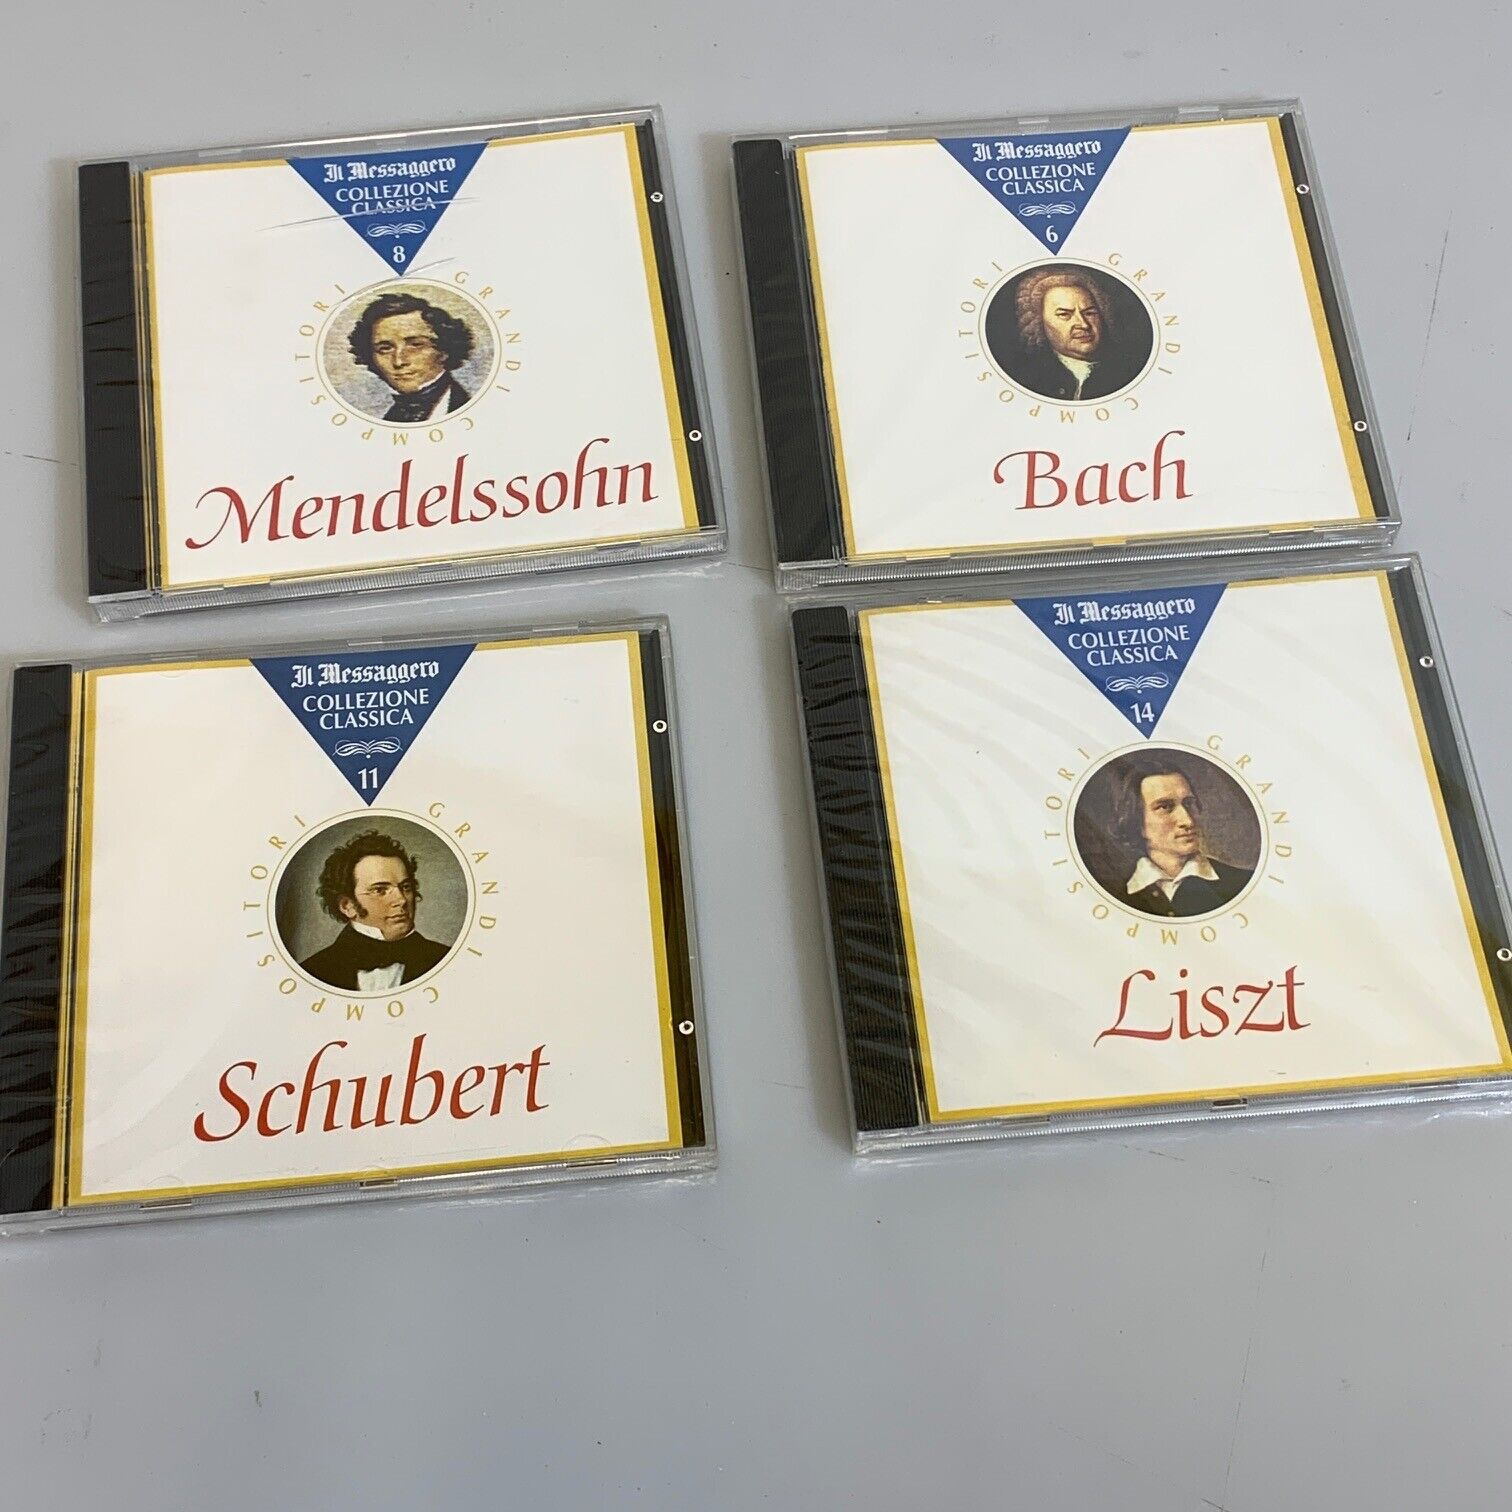 Il Messaggero
COLLEZIONE
CLASSICA
8
GRANDI COMPOSITORI
Mendelssohn
Il Messaggero
COLLEZIONE
CLASSICA
6
GRANDI COMPOSITORI
Bach
Il Messaggero
COLLEZIONE
CLASSICA
11
GRANDI COMPOSITORI
Schubert
Il Messaggero
COLLEZIONE
CLASSICA
14
GRANDI COMPOSITORI
Liszt